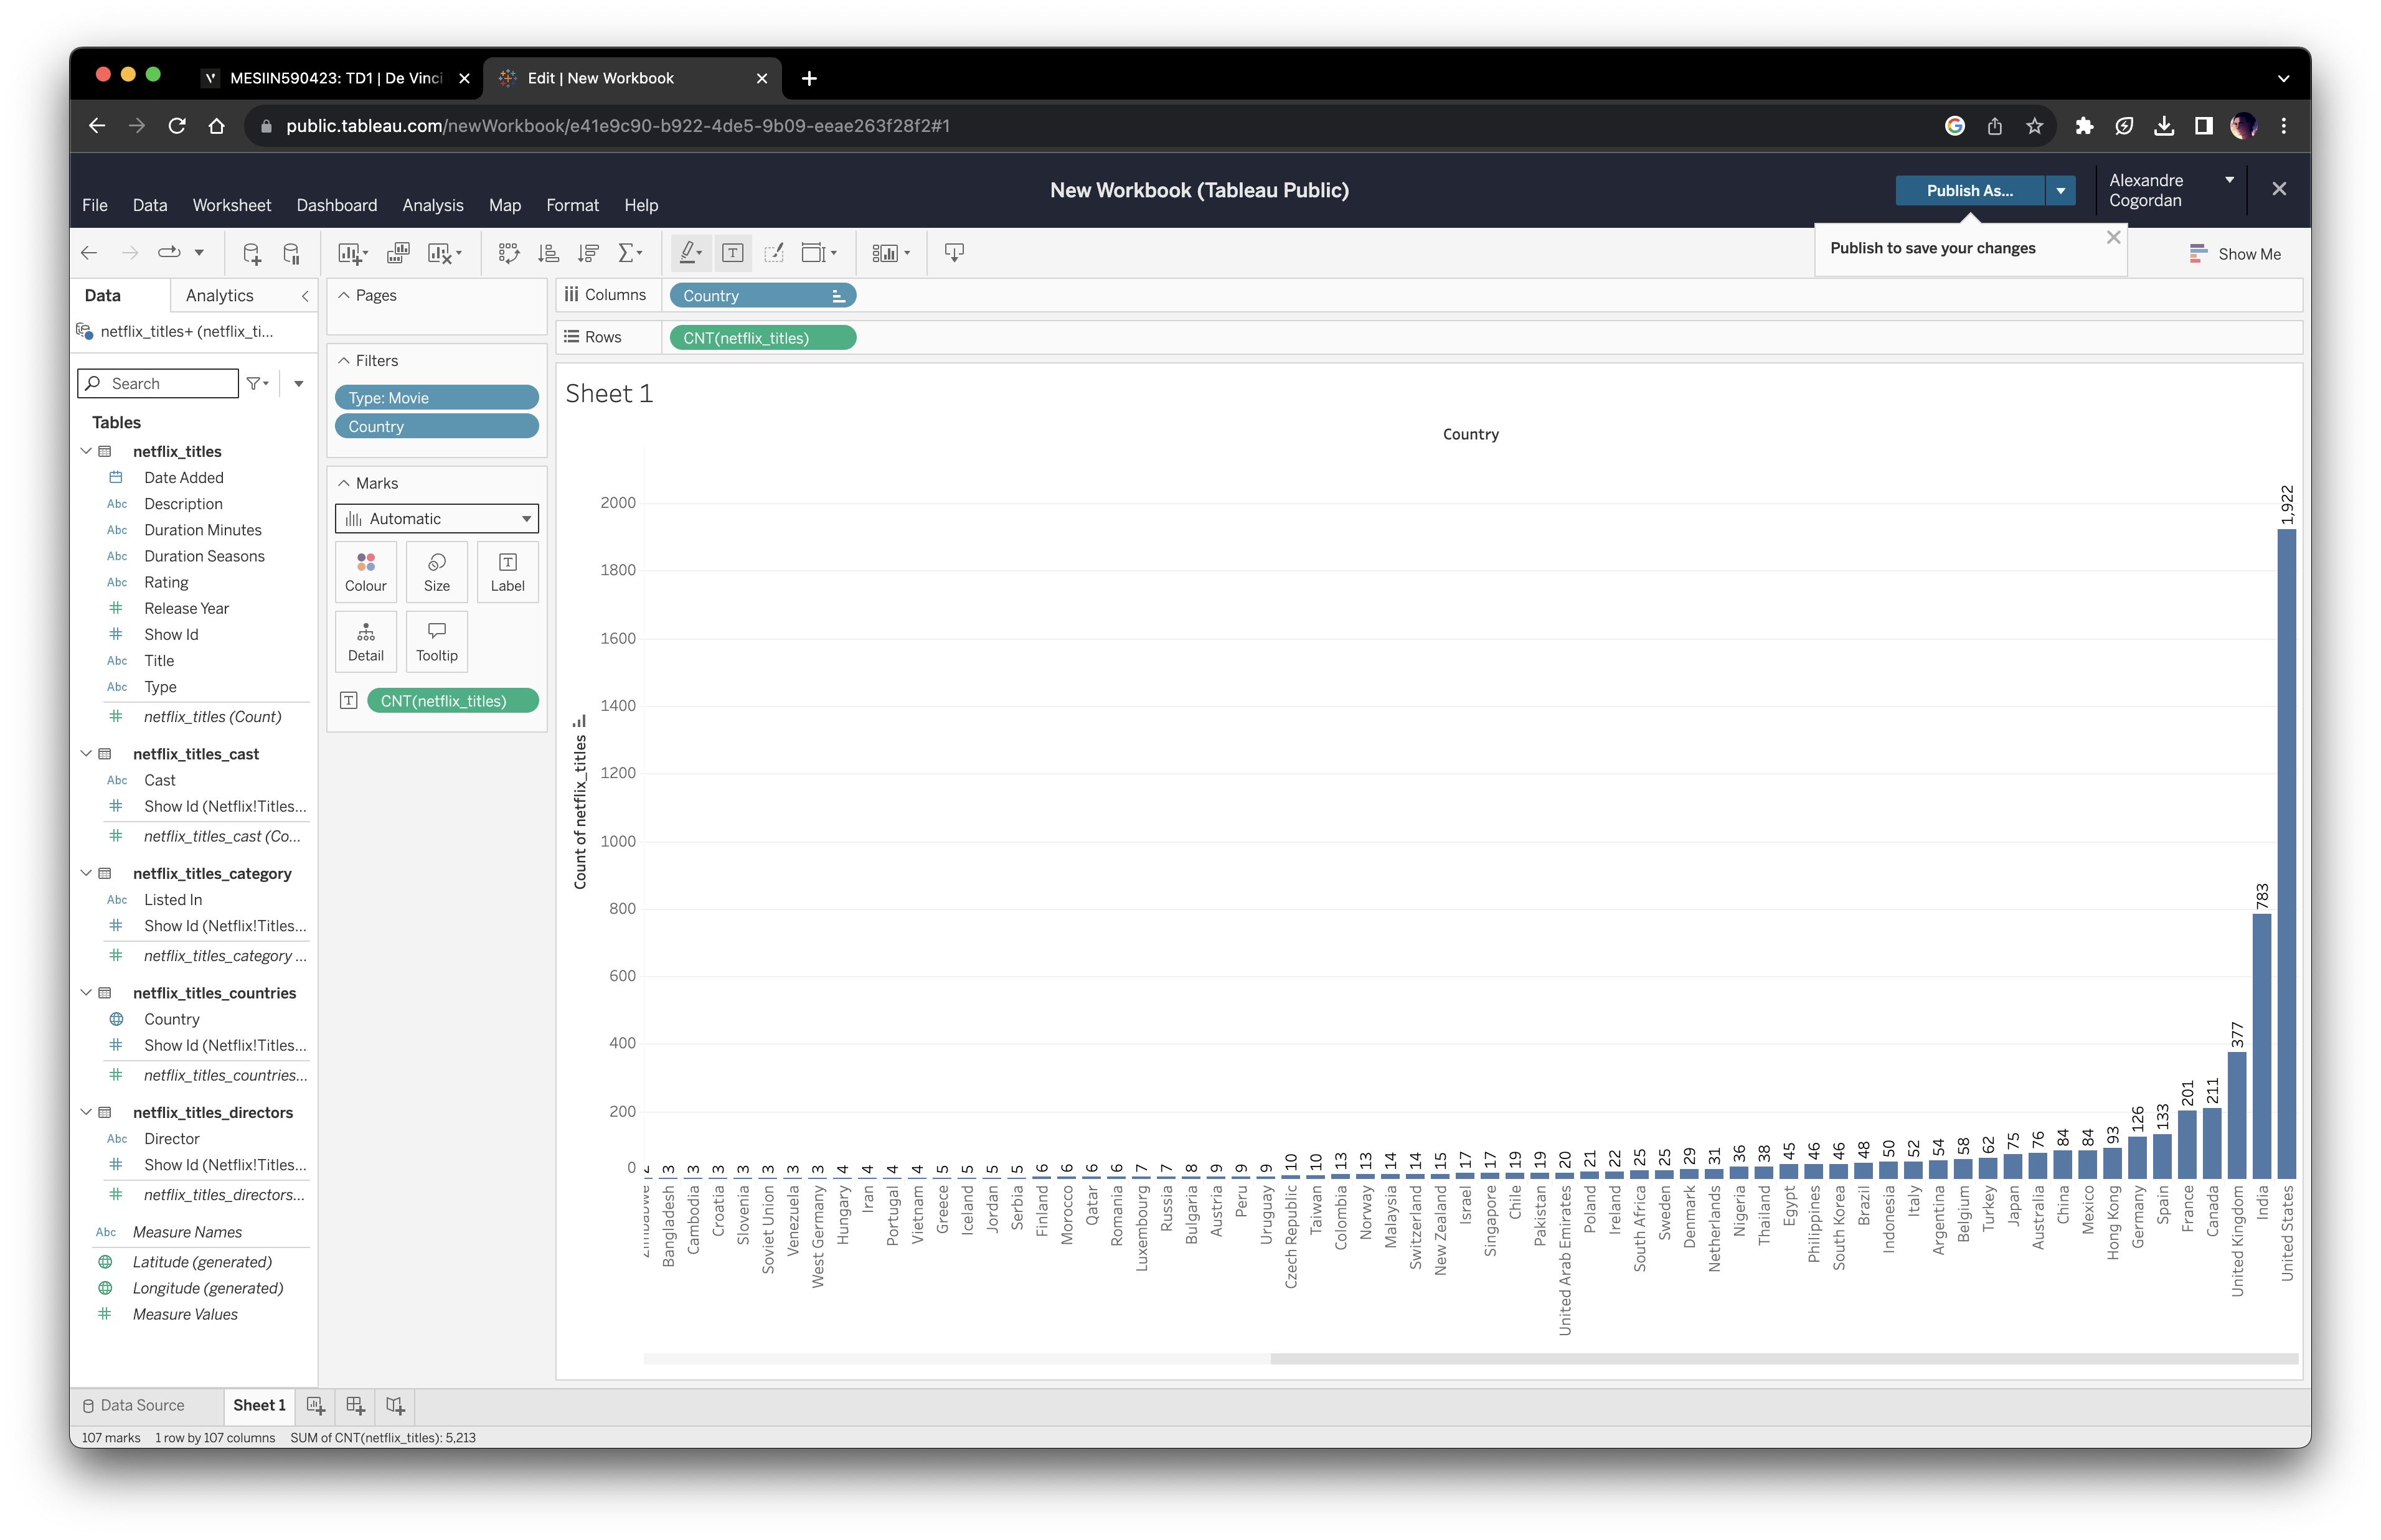 MESIIN590423: TD1 | De Vinci
Edit | New Workbook
public.tableau.com/newWorkbook/e41e9c90-b922-4de5-9b09-eeae263f28f2#1
New Workbook (Tableau Public)
Publish As...
Alexandre
Cogordan
File Data Worksheet Dashboard Analysis Map Format Help
Publish to save your changes
Show Me
Data
Analytics
netflix_titles+ (netflix_ti...
Search
Tables
netflix_titles
Date Added
Abc Description
Abc Duration Minutes
Abc Duration Seasons
Abc Rating
Release Year
Show Id
Abc Title
Abc Type
netflix_titles (Count)
netflix_titles_cast
Abc Cast
Show Id (Netflix!Titles...
netflix_titles_cast (Co...
netflix_titles_category
Abc Listed In
Show Id (Netflix!Titles...
netflix_titles_category ...
netflix_titles_countries
Country
Show Id (Netflix!Titles...
netflix_titles_countries...
netflix_titles_directors
Abc Director
Show Id (Netflix!Titles...
netflix_titles_directors...
Abc Measure Names
Latitude (generated)
Longitude (generated)
Measure Values
Pages
Filters
Type: Movie
Country
Marks
Automatic
Colour
Size
T
Label
Detail
Tooltip
T CNT(netflix_titles)
Columns
Country
Rows
CNT(netflix_titles)
Sheet 1
Country
Count of netflix_titles
2000
1800
1600
1400
1200
1000
800
600
400
200
0
3
3
3
3
3
3
3
4
4
4
4
5
5
5
5
6
6
6
6
7
7
8
9
9
9
10
10
13
13
14
14
15
17
17
19
19
20
21
22
25
25
29
31
36
38
45
46
46
48
50
52
54
58
62
75
76
84
84
93
126
133
201
211
377
783
1,922
Bangladesh
Cambodia
Croatia
Slovenia
Soviet Union
Venezuela
West Germany
Hungary
Iran
Portugal
Vietnam
Greece
Iceland
Jordan
Serbia
Finland
Morocco
Qatar
Romania
Luxembourg
Russia
Bulgaria
Austria
Peru
Uruguay
Czech Republic
Taiwan
Colombia
Norway
Malaysia
Switzerland
New Zealand
Israel
Singapore
Chile
Pakistan
United Arab Emirates
Poland
Ireland
South Africa
Sweden
Denmark
Netherlands
Nigeria
Thailand
Egypt
Philippines
South Korea
Brazil
Indonesia
Italy
Argentina
Belgium
Turkey
Japan
Australia
China
Mexico
Hong Kong
Germany
Spain
France
Canada
United Kingdom
India
United States
Data Source
Sheet 1
107 marks 1 row by 107 columns SUM of CNT(netflix_titles): 5,213